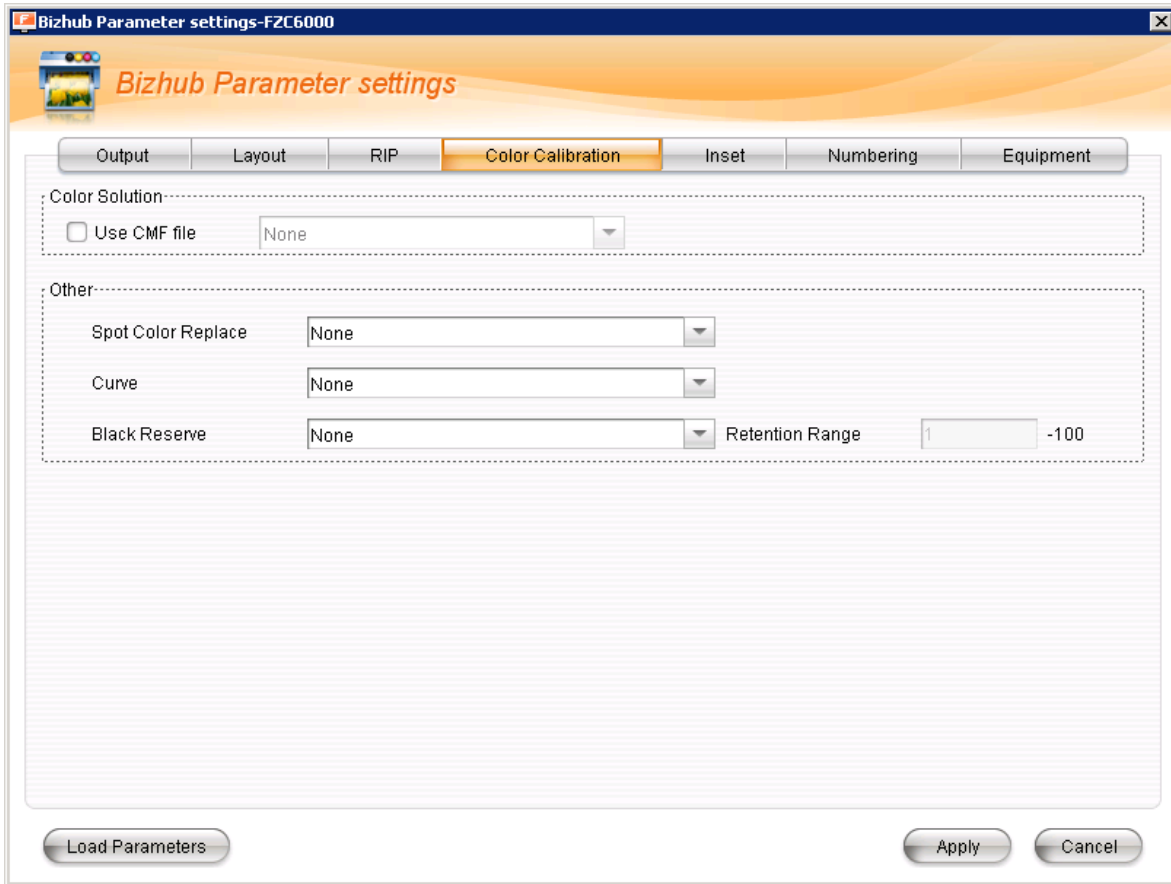 Bizhub Parameter settings-FZC6000
Bizhub Parameter settings
Output Layout RIP Color Calibration Inset Numbering Equipment
Color Solution
Use CMF file None
Other
Spot Color Replace None
Curve None
Black Reserve None Retention Range 1 -100
Load Parameters Apply Cancel